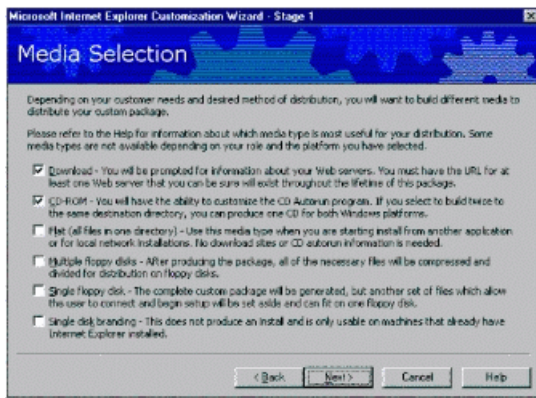 Microsoft Internet Explorer Customization Wizard - Stage 1
Media Selection
Depending on your customer needs and desired method of distribution, you will want to build different media to
distribute your custom package.
Please refer to the Help for information about which media type is most useful for your distribution. Some
media types are not available depending on your role and the platform you have selected.
Download - You will be prompted for information about your Web servers. You must have the URL for at
least one Web server that you can be sure will exist throughout the lifetime of this package.
CD-ROM - You will have the ability to customize the CD Autorun program. If you select to build twice to
the same destination directory, you can produce one CD for both Windows platforms.
Flat (all files in one directory) - Use this media type when you are starting install from another application
or for local network installations. No download sites or CD autorun information is needed.
Multiple floppy disks - After producing the package, all of the necessary files will be compressed and
divided for distribution on floppy disks.
Single floppy disk - The complete custom package will be generated, but another set of files which allow
the user to connect and begin setup will be set aside and can fit on one floppy disk.
Single disk branding - This does not produce an install and is only usable on machines that already have
Internet Explorer installed.
< Back Next > Cancel Help